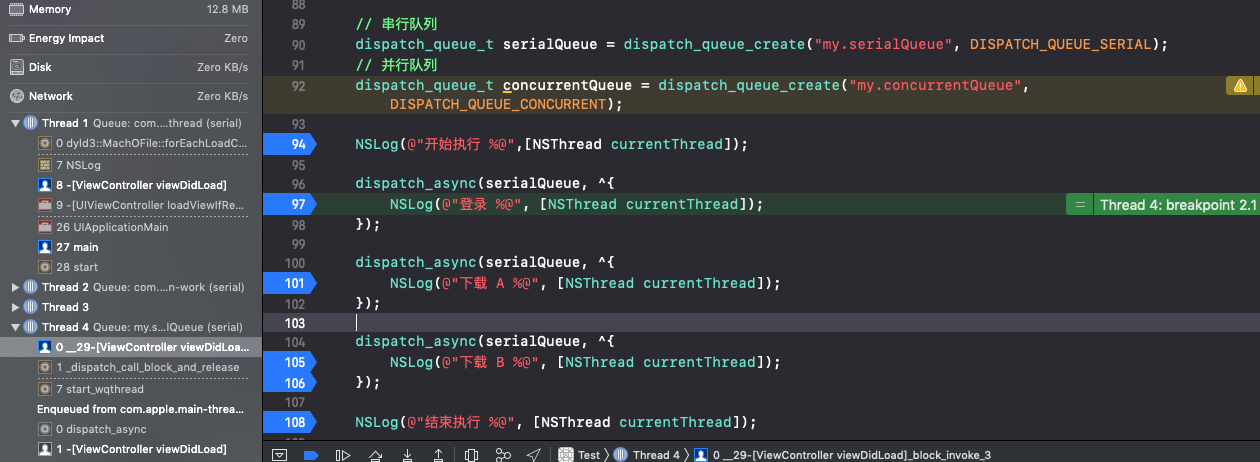 Memory 12.8 MB
Energy Impact Zero
Disk Zero KB/s
Network Zero KB/s
Thread 1 Queue: com....thread (serial)
0 dyld3::MachOFile::forEachLoadC...
7 NSLog
8 -[ViewController viewDidLoad]
9 -[UIViewController loadViewIfRe...
26 UIApplicationMain
27 main
28 start
Thread 2 Queue: com....n-work (serial)
Thread 3
Thread 4 Queue: my.s...lQueue (serial)
0 __29-[ViewController viewDidLoa...
1 _dispatch_call_block_and_release
7 start_wqthread
Enqueued from com.apple.main-threa...
0 dispatch_async
1 -[ViewController viewDidLoad]
88
89 // 串行队列
90 dispatch_queue_t serialQueue = dispatch_queue_create("my.serialQueue", DISPATCH_QUEUE_SERIAL);
91 // 并行队列
92 dispatch_queue_t concurrentQueue = dispatch_queue_create("my.concurrentQueue",
DISPATCH_QUEUE_CONCURRENT);
93
94 NSLog(@"开始执行 %@",[NSThread currentThread]);
95
96 dispatch_async(serialQueue, ^{
97 NSLog(@"登录 %@", [NSThread currentThread]); = Thread 4: breakpoint 2.1
98 });
99
100 dispatch_async(serialQueue, ^{
101 NSLog(@"下载 A %@", [NSThread currentThread]);
102 });
103
104 dispatch_async(serialQueue, ^{
105 NSLog(@"下载 B %@", [NSThread currentThread]);
106 });
107
108 NSLog(@"结束执行 %@", [NSThread currentThread]);
Test Thread 4 0 __29-[ViewController viewDidLoad]_block_invoke_3